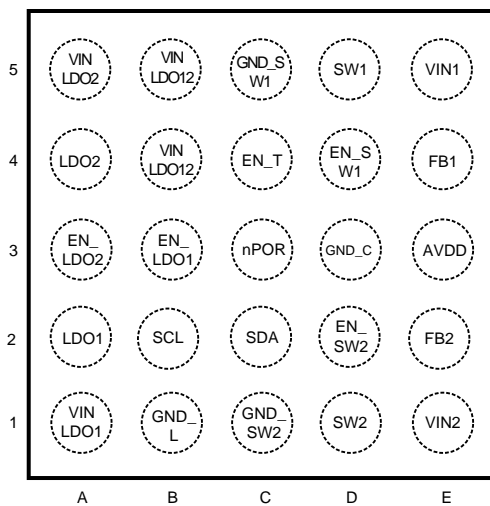 5
VIN
LDO2
VIN
LDO12
GND_S
W1
SW1
VIN1
4
LDO2
VIN
LDO12
EN_T
EN_S
W1
FB1
3
EN_
LDO2
EN_
LDO1
nPOR
GND_C
AVDD
2
LDO1
SCL
SDA
EN_
SW2
FB2
1
VIN
LDO1
GND_
L
GND_
SW2
SW2
VIN2
A B C D E